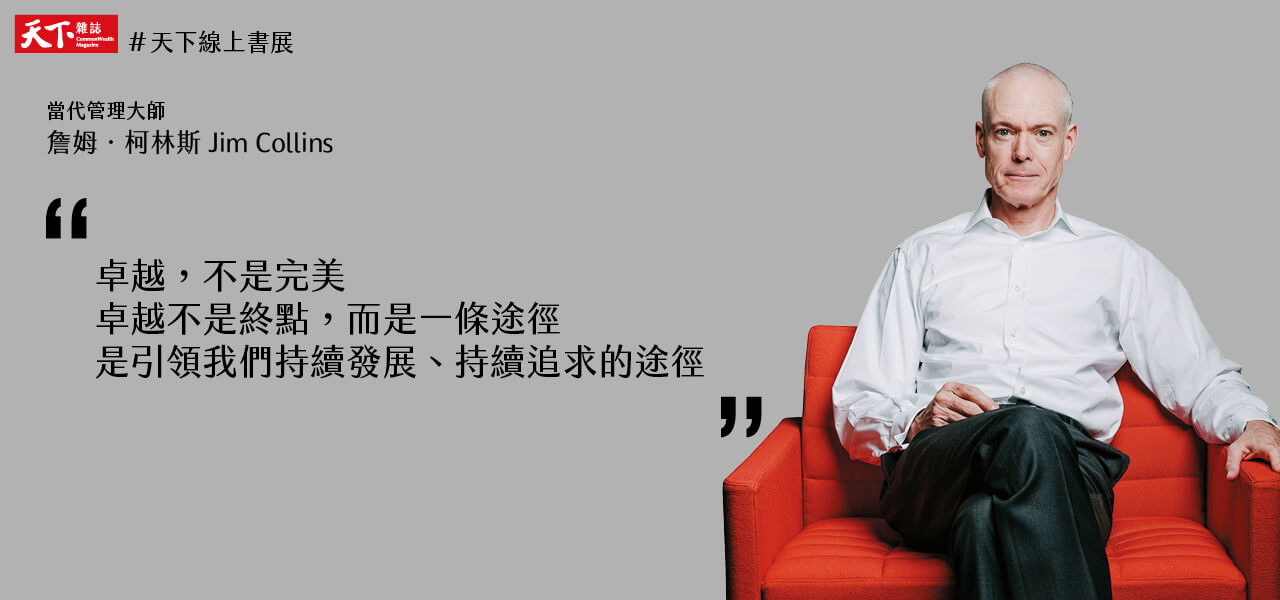 天下雜誌
CommonWealth
Magazine
#天下線上書展
當代管理大師
詹姆．柯林斯 Jim Collins
“
卓越，不是完美
卓越不是終點，而是一條途徑
是引領我們持續發展、持續追求的途徑
”